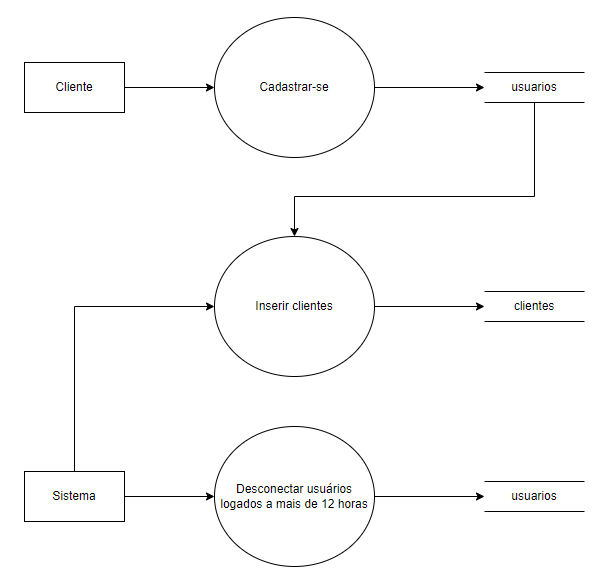 Cliente
Cadastrar-se
usuarios
Inserir clientes
clientes
Sistema
Desconectar usuários
logados a mais de 12 horas
usuarios